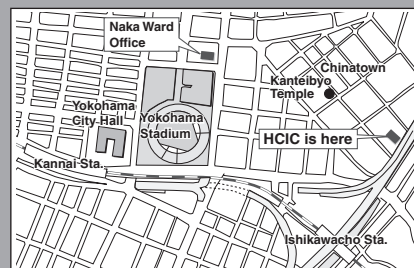 Naka Ward
Office
Chinatown
Kanteibyo
Temple
Yokohama
City Hall
Yokohama
Stadium
HCIC is here
Kannai Sta.
Ishikawacho Sta.